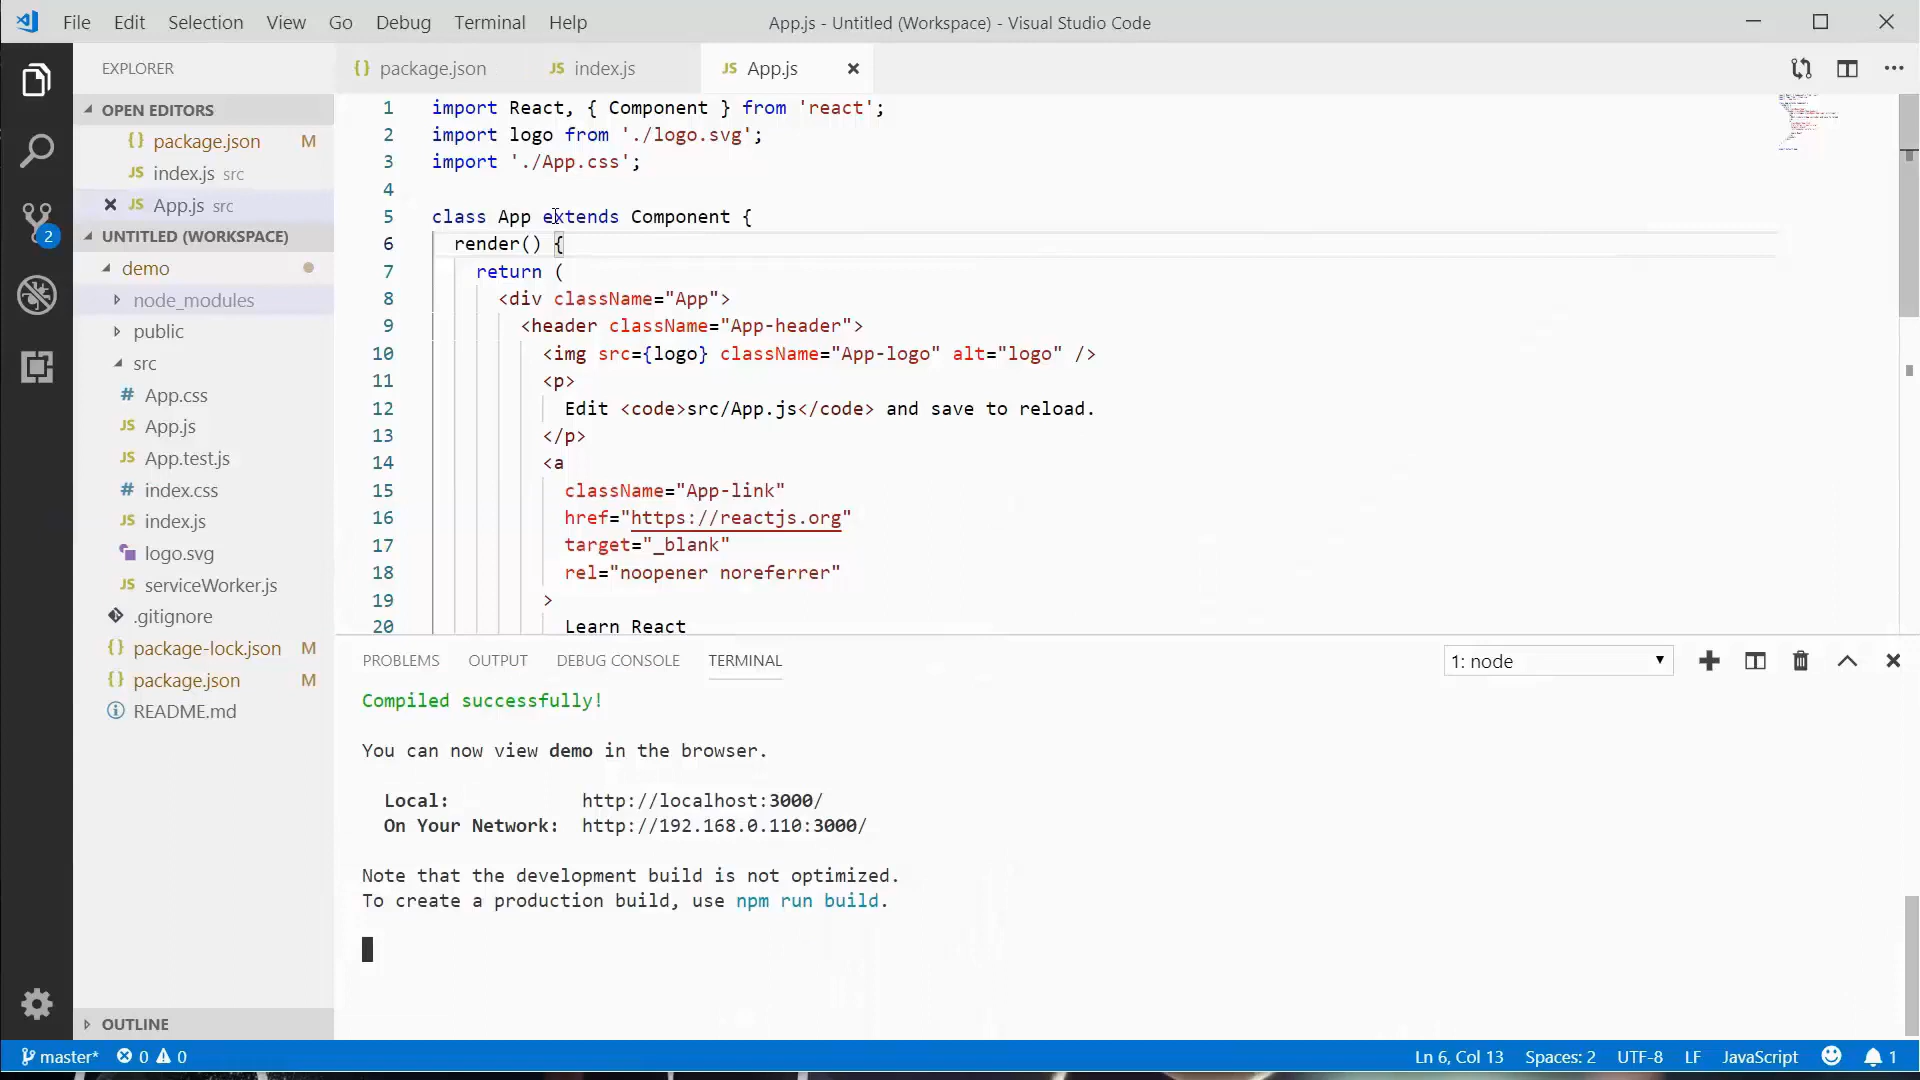 File Edit Selection View Go Debug Terminal Help
App.js - Untitled (Workspace) - Visual Studio Code
EXPLORER
OPEN EDITORS
{} package.json M
JS index.js src
JS App.js src
UNTITLED (WORKSPACE)
demo
node_modules
public
src
# App.css
JS App.js
JS App.test.js
# index.css
JS index.js
logo.svg
JS serviceWorker.js
.gitignore
{} package-lock.json M
{} package.json M
README.md
OUTLINE
2
{} package.json JS index.js JS App.js
1 import React, { Component } from 'react';
2 import logo from './logo.svg';
3 import './App.css';
4
5 class App extends Component {
6 render() {
7 return (
8 <div className="App">
9 <header className="App-header">
10 <img src={logo} className="App-logo" alt="logo" />
11 <p>
12 Edit <code>src/App.js</code> and save to reload.
13 </p>
14 <a
15 className="App-link"
16 href="https://reactjs.org"
17 target="_blank"
18 rel="noopener noreferrer"
19 >
20 Learn React
PROBLEMS OUTPUT DEBUG CONSOLE TERMINAL 1: node
Compiled successfully!
You can now view demo in the browser.
Local: http://localhost:3000/
On Your Network: http://192.168.0.110:3000/
Note that the development build is not optimized.
To create a production build, use npm run build.
master* 0 0 Ln 6, Col 13 Spaces: 2 UTF-8 LF JavaScript 1